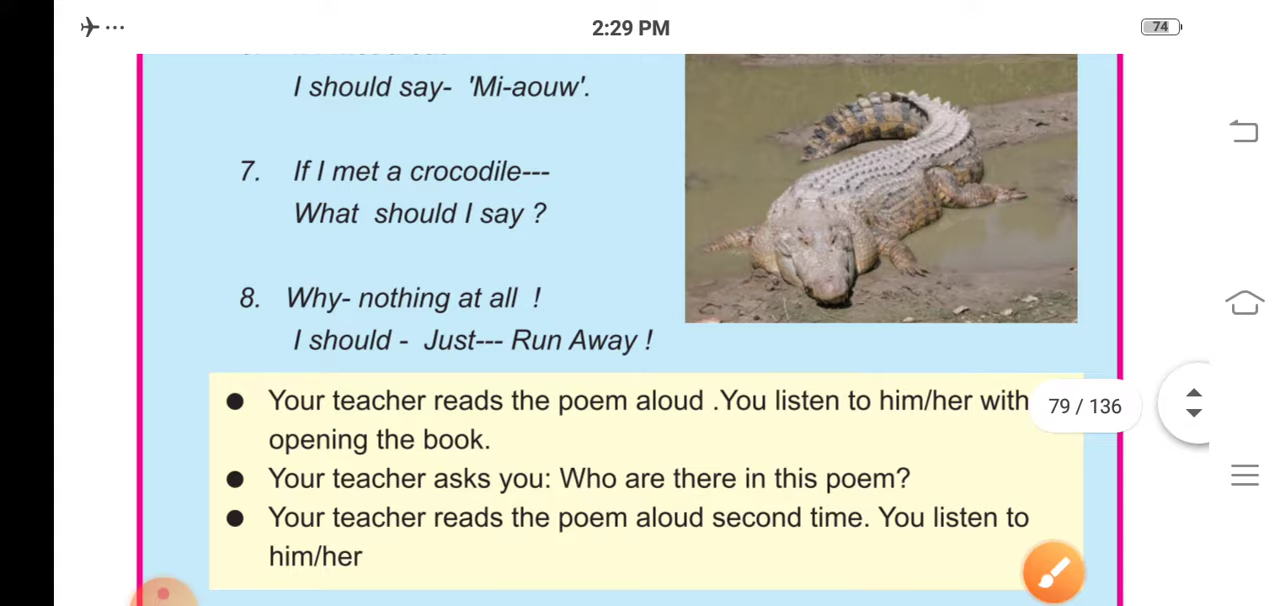 2:29 PM
74
I should say- 'Mi-aouw'.
7. If I met a crocodile---
What should I say ?
8. Why- nothing at all !
I should - Just--- Run Away !
● Your teacher reads the poem aloud .You listen to him/her with
opening the book.
● Your teacher asks you: Who are there in this poem?
● Your teacher reads the poem aloud second time. You listen to
him/her
79 / 136